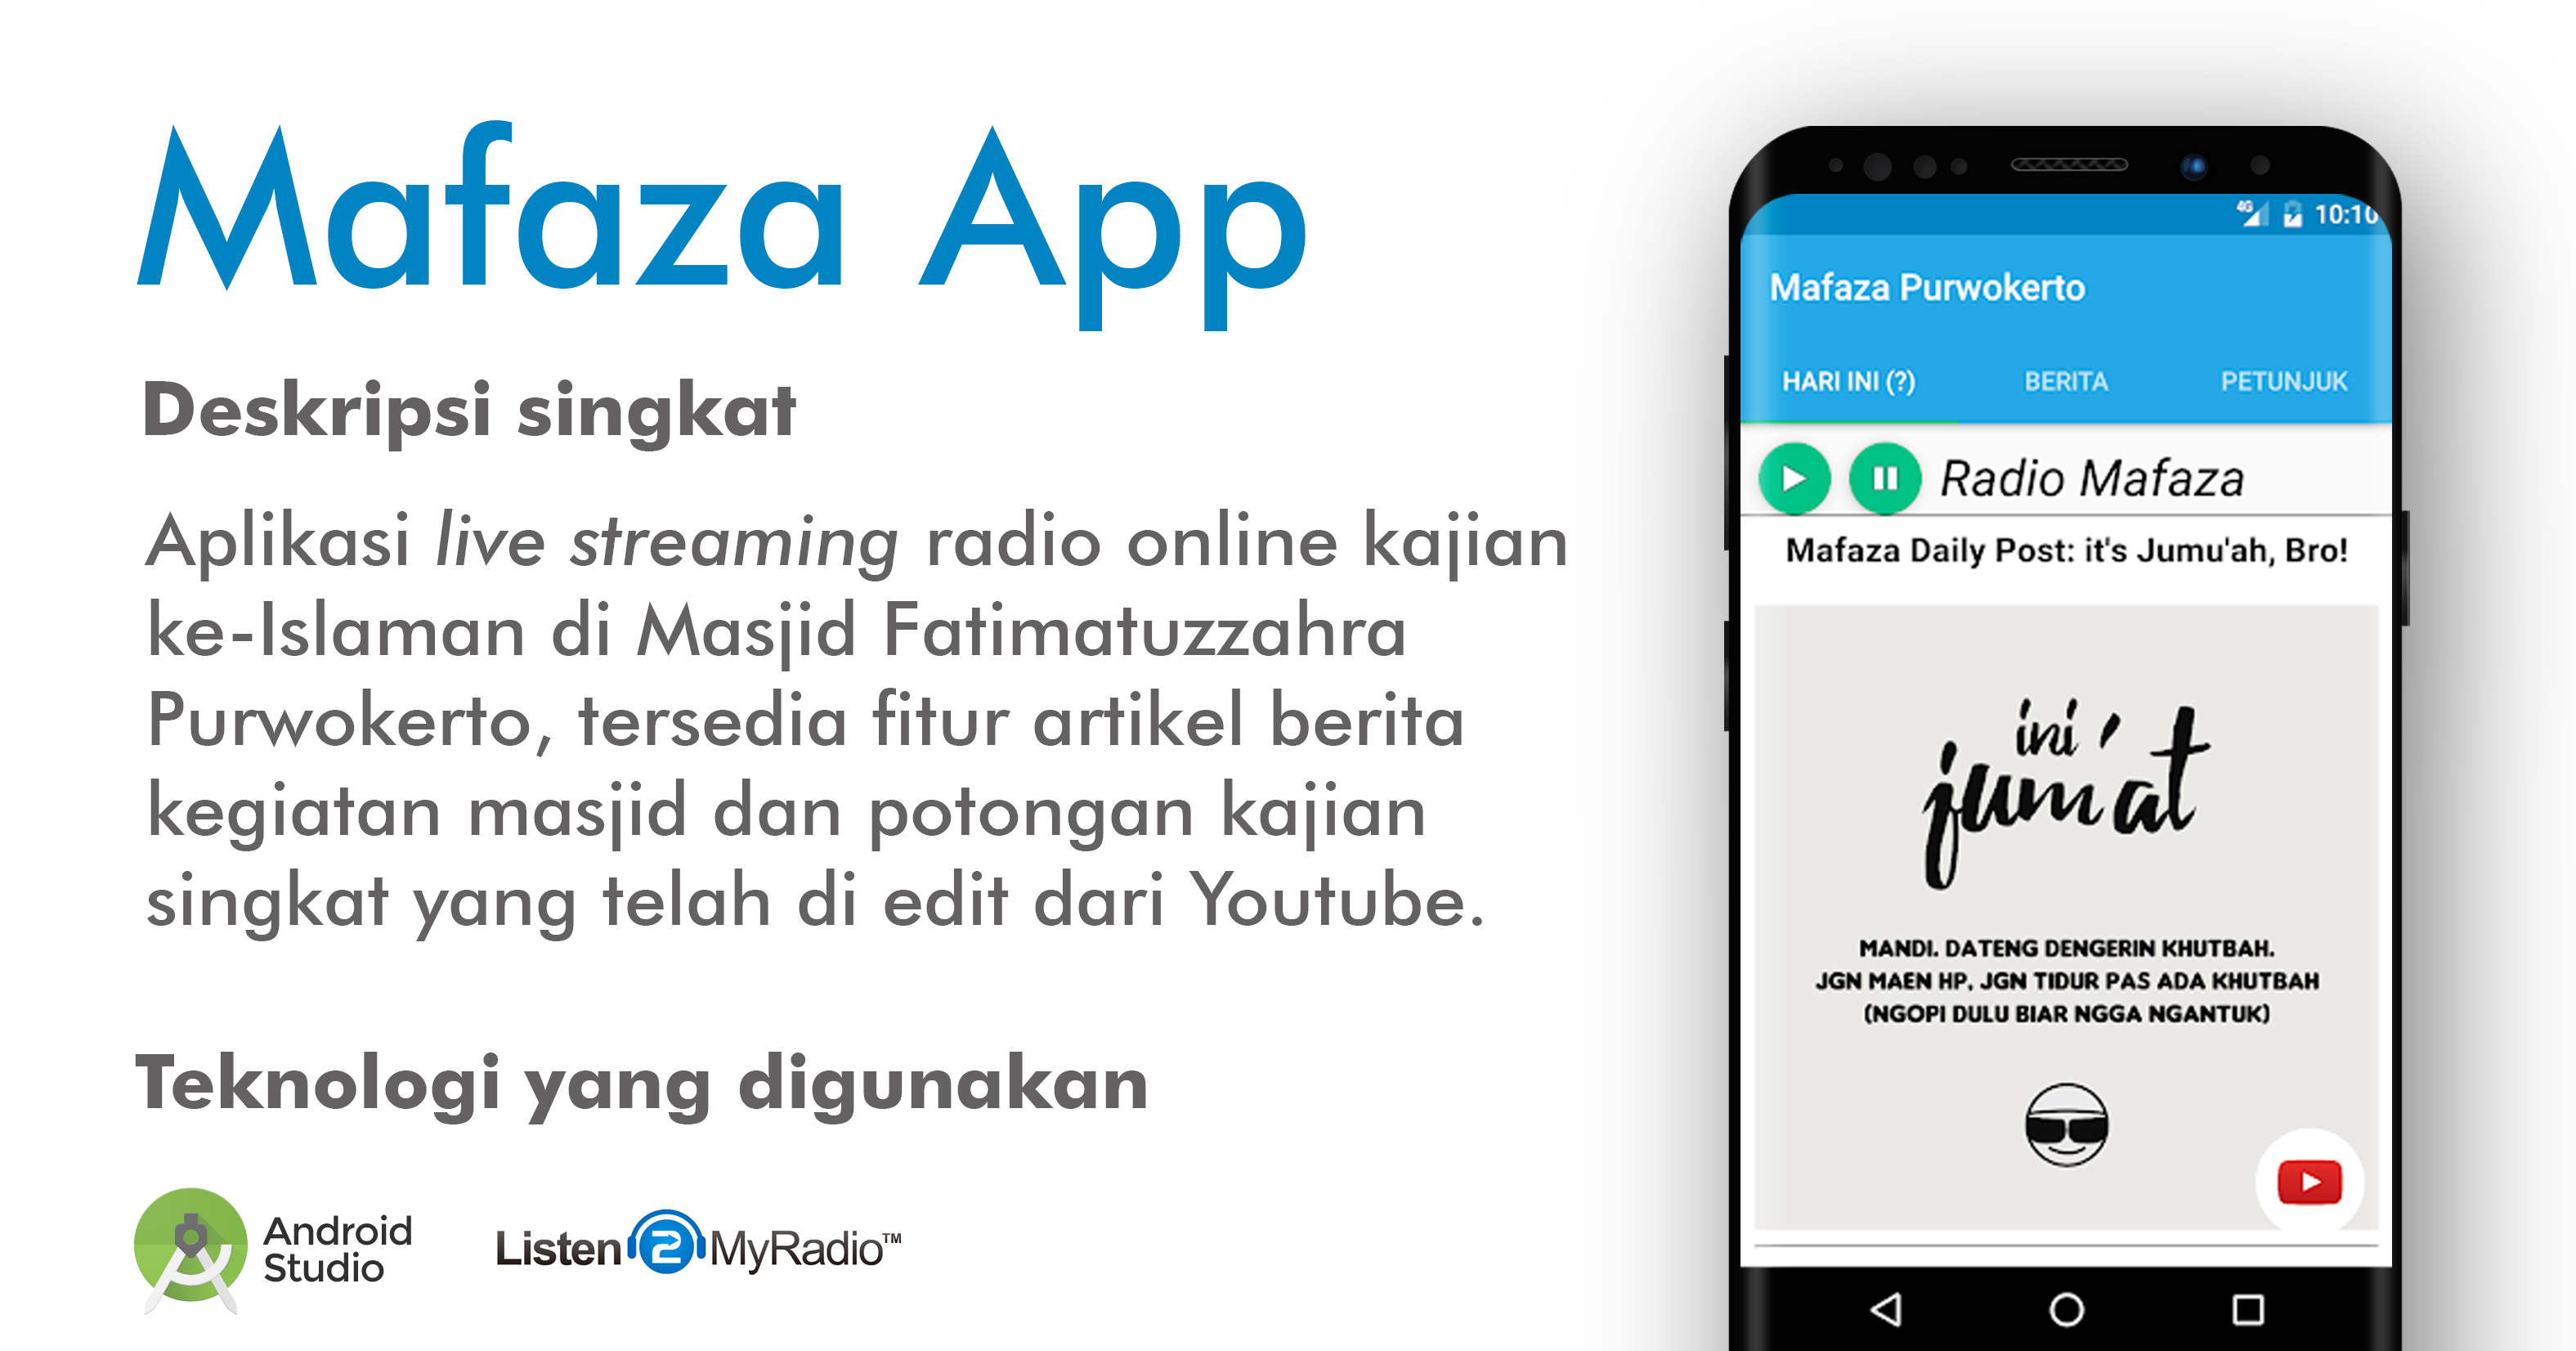 Mafaza App
Deskripsi singkat
Aplikasi live streaming radio online kajian
ke-Islaman di Masjid Fatimatuzzahra
Purwokerto, tersedia fitur artikel berita
kegiatan masjid dan potongan kajian
singkat yang telah di edit dari Youtube.
Teknologi yang digunakan
Android
Studio
Listen2MyRadio™
4G 10:10
Mafaza Purwokerto
HARI INI (?) BERITA PETUNJUK
Radio Mafaza
Mafaza Daily Post: it's Jumu'ah, Bro!
ini
jum'at
MANDI. DATENG DENGERIN KHUTBAH.
JGN MAEN HP, JGN TIDUR PAS ADA KHUTBAH
(NGOPI DULU BIAR NGGA NGANTUK)